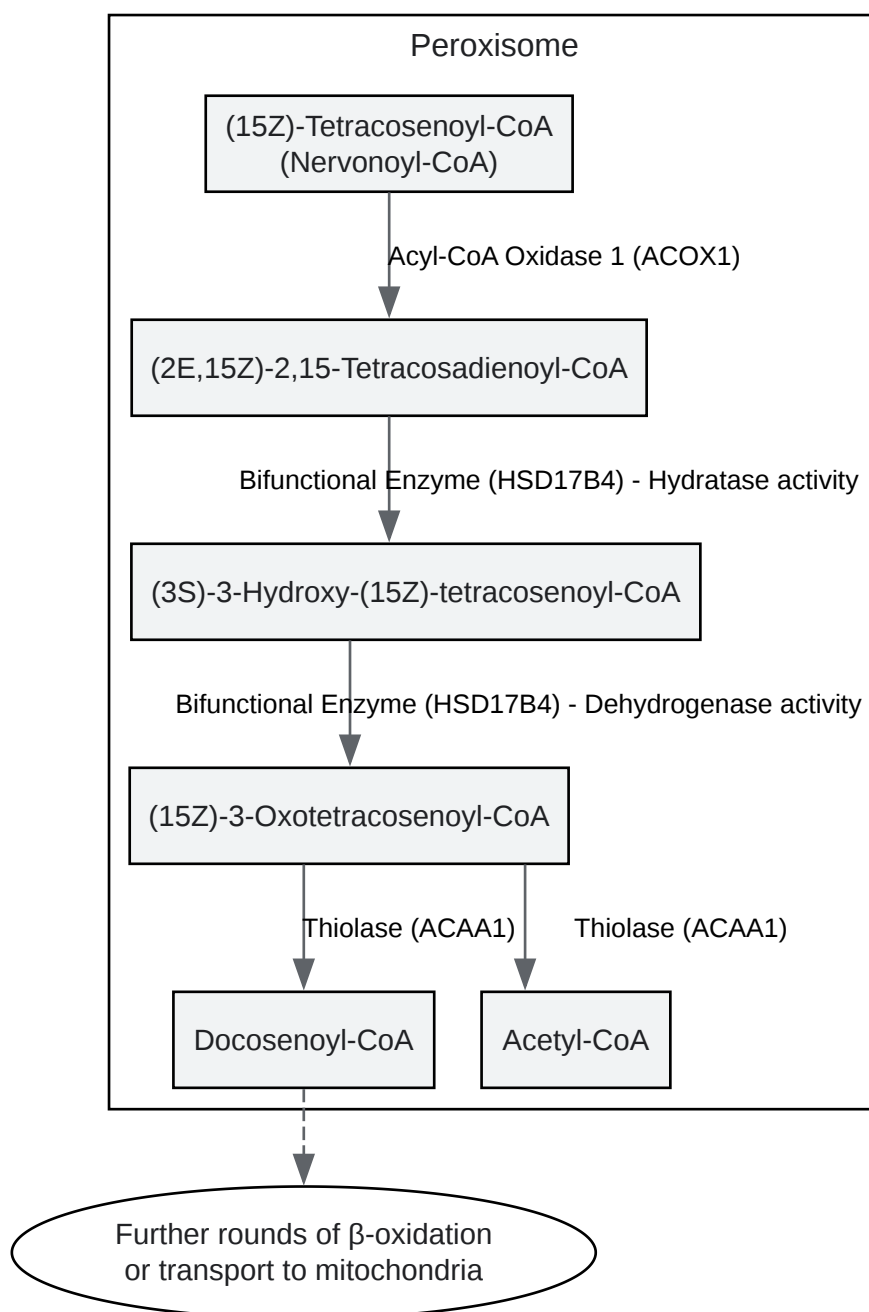 Peroxisome
(15Z)-Tetracosenoyl-CoA
(Nervonoyl-CoA)
Acyl-CoA Oxidase 1 (ACOX1)
(2E,15Z)-2,15-Tetracosadienoyl-CoA
Bifunctional Enzyme (HSD17B4) - Hydratase activity
(3S)-3-Hydroxy-(15Z)-tetracosenoyl-CoA
Bifunctional Enzyme (HSD17B4) - Dehydrogenase activity
(15Z)-3-Oxotetracosenoyl-CoA
Thiolase (ACAA1)
Thiolase (ACAA1)
Docosenoyl-CoA
Acetyl-CoA
Further rounds of β-oxidation
or transport to mitochondria